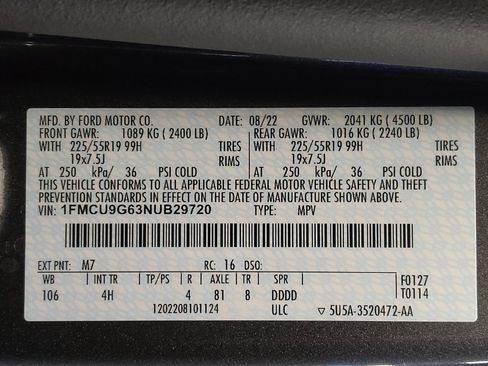 MFD. BY FORD MOTOR CO. DATE: 08/22 GVWR: 2041 KG ( 4500 LB)
FRONT GAWR: 1089 KG ( 2400 LB) REAR GAWR: 1016 KG ( 2240 LB)
WITH 225/55R19 99H TIRES WITH 225/55R19 99H TIRES
19x7.5J RIMS 19x7.5J RIMS
AT 250 kPa/ 36 PSI COLD AT 250 kPa/ 36 PSI COLD
THIS VEHICLE CONFORMS TO ALL APPLICABLE FEDERAL MOTOR VEHICLE SAFETY AND THEFT
PREVENTION STANDARDS IN EFFECT ON THE DATE OF MANUFACTURE SHOWN ABOVE.
VIN: 1FMCU9G63NUB29720 TYPE: MPV
EXT PNT: M7 RC: 16 DSO: F0127
WB INT TR TP/PS R AXLE TR SPR T0114
106 4H 4 81 8 DDDD
1202208101124 ULC ▽ 5U5A-3520472-AA